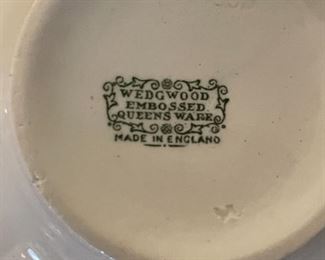 WEDGWOOD
EMBOSSED
QUEENS WARE
MADE IN ENGLAND